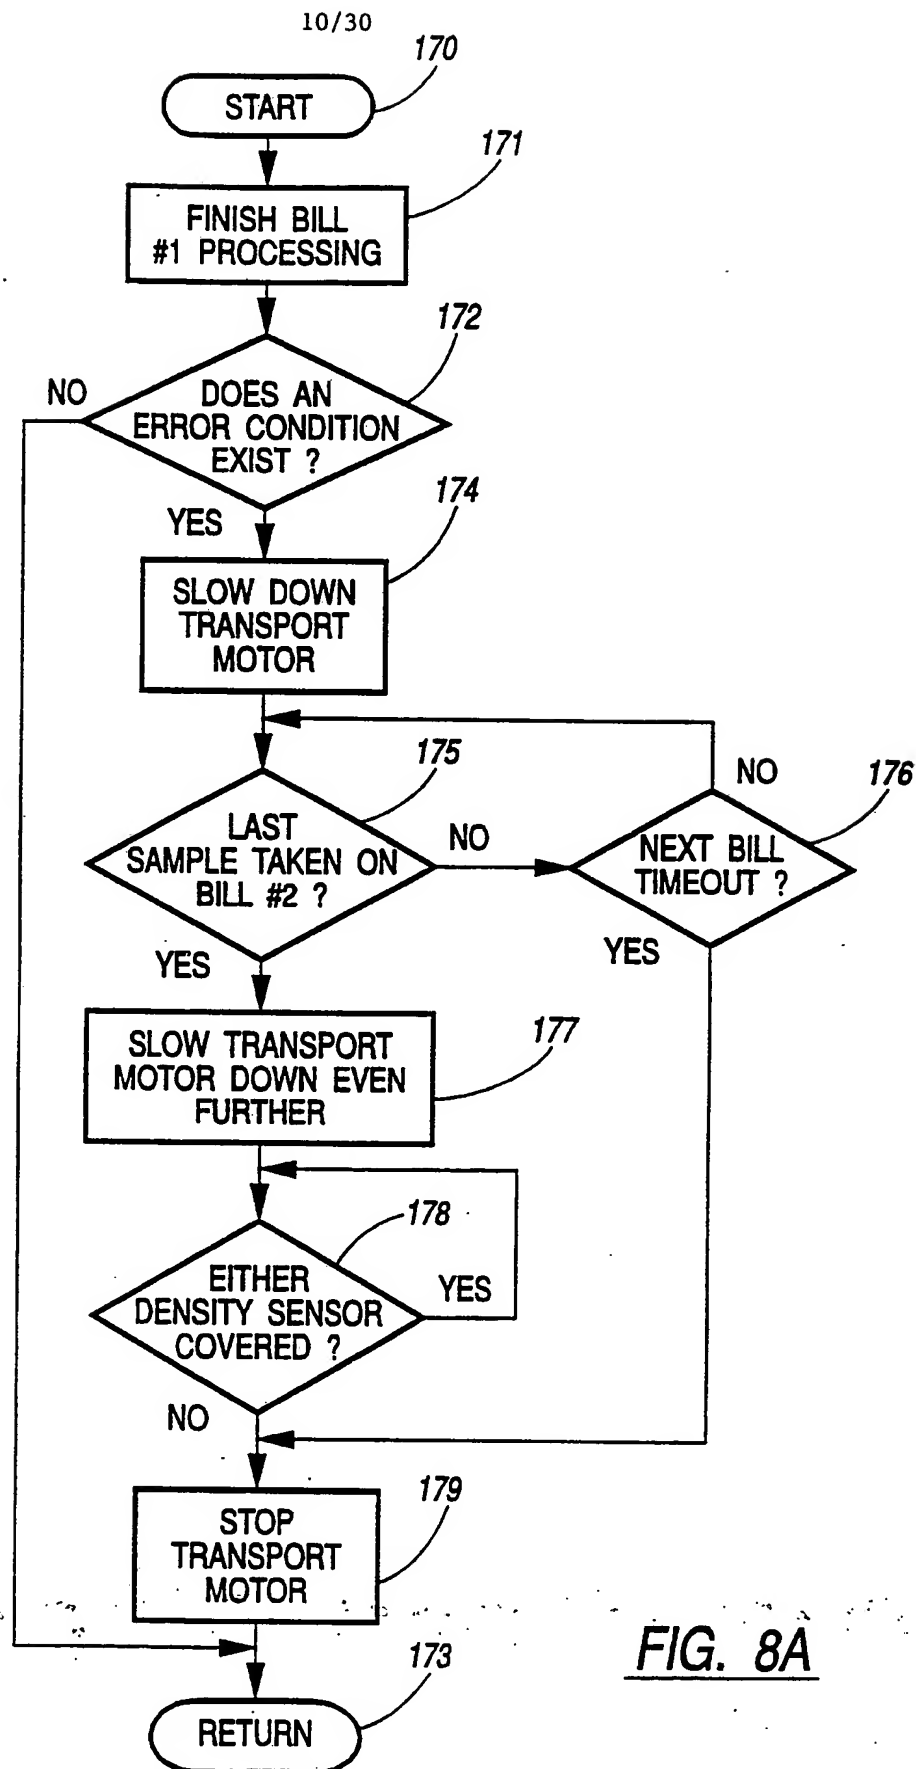 10/30
170
START
171
FINISH BILL
#1 PROCESSING
172
NO
DOES AN
ERROR CONDITION
EXIST ?
174
YES
SLOW DOWN
TRANSPORT
MOTOR
175
NO
176
LAST
SAMPLE TAKEN ON
BILL #2 ?
NO
NEXT BILL
TIMEOUT ?
YES
YES
SLOW TRANSPORT
MOTOR DOWN EVEN
FURTHER
177
178
EITHER
DENSITY SENSOR
COVERED ?
YES
NO
179
STOP
TRANSPORT
MOTOR
173
RETURN
FIG. 8A